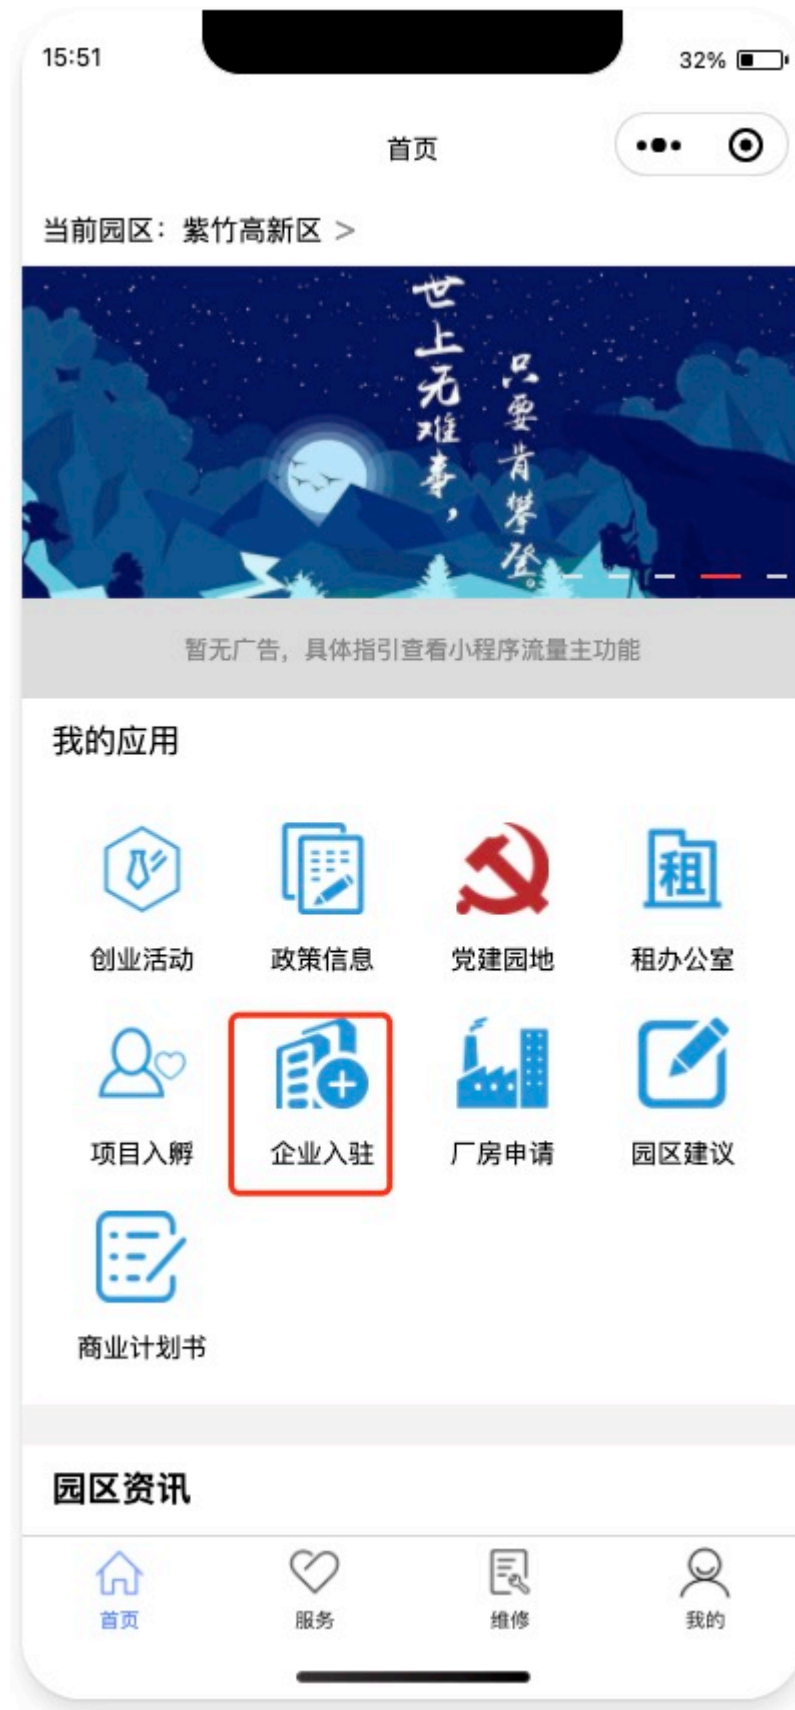 15:51
32%
首页
当前园区：紫竹高新区 >
世上无难事，
只要肯攀登。
暂无广告，具体指引查看小程序流量主功能
我的应用
租
创业活动 政策信息 党建园地 租办公室
项目入孵 企业入驻 厂房申请 园区建议
商业计划书
园区资讯
首页 服务 维修 我的